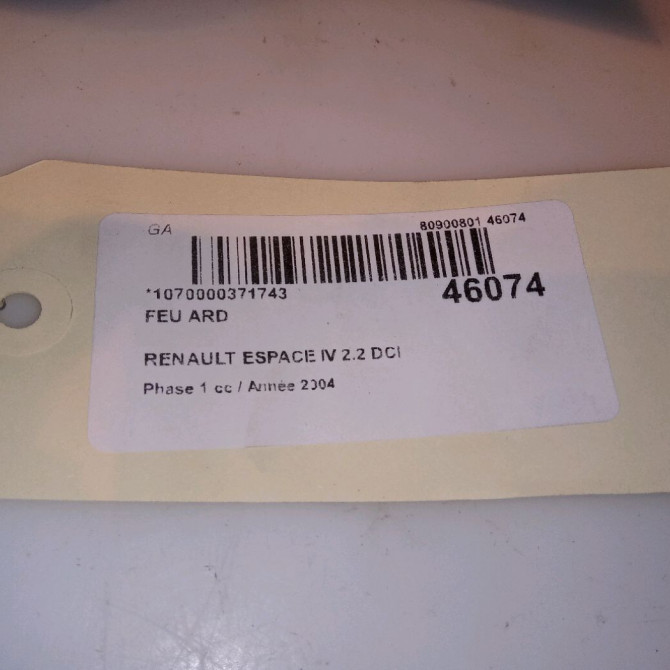 GA
80900801 46074
*1070000371743
46074
FEU ARD
RENAULT ESPACE IV 2.2 DCI
Phase 1 cc / Année 2004